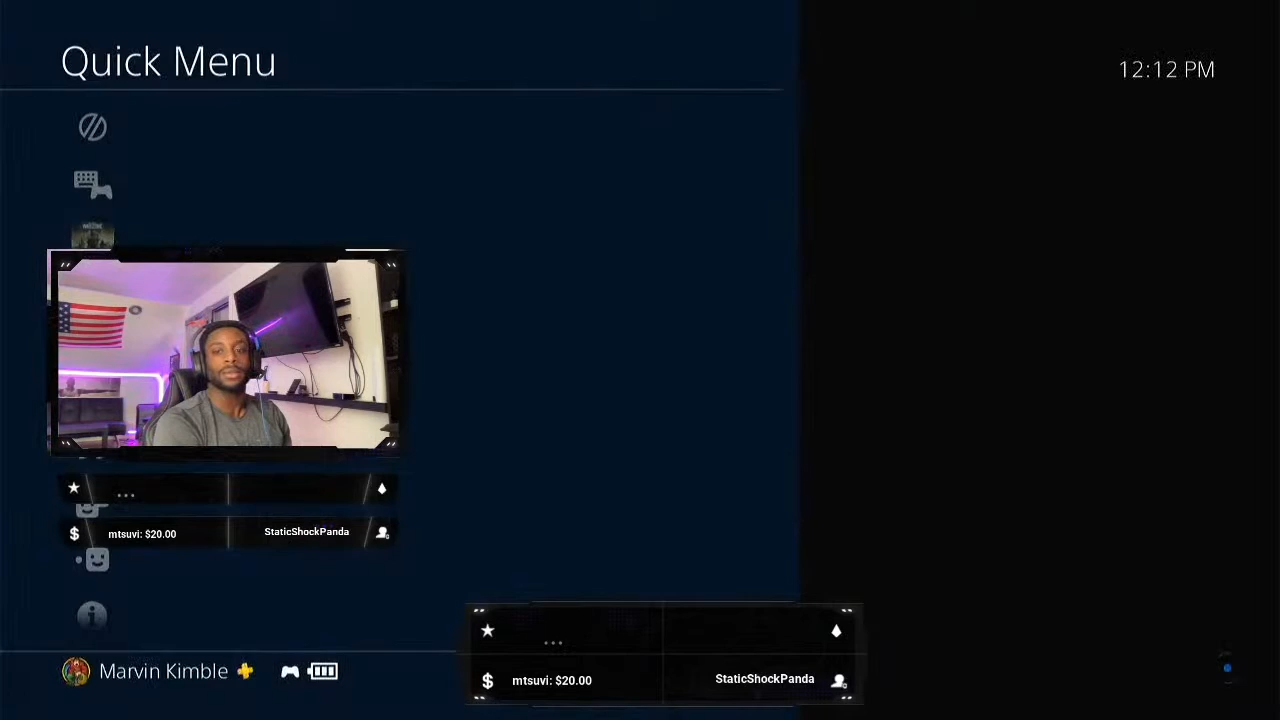 Quick Menu
12:12 PM
...
mtsuvi: $20.00
StaticShockPanda
...
mtsuvi: $20.00
StaticShockPanda
Marvin Kimble